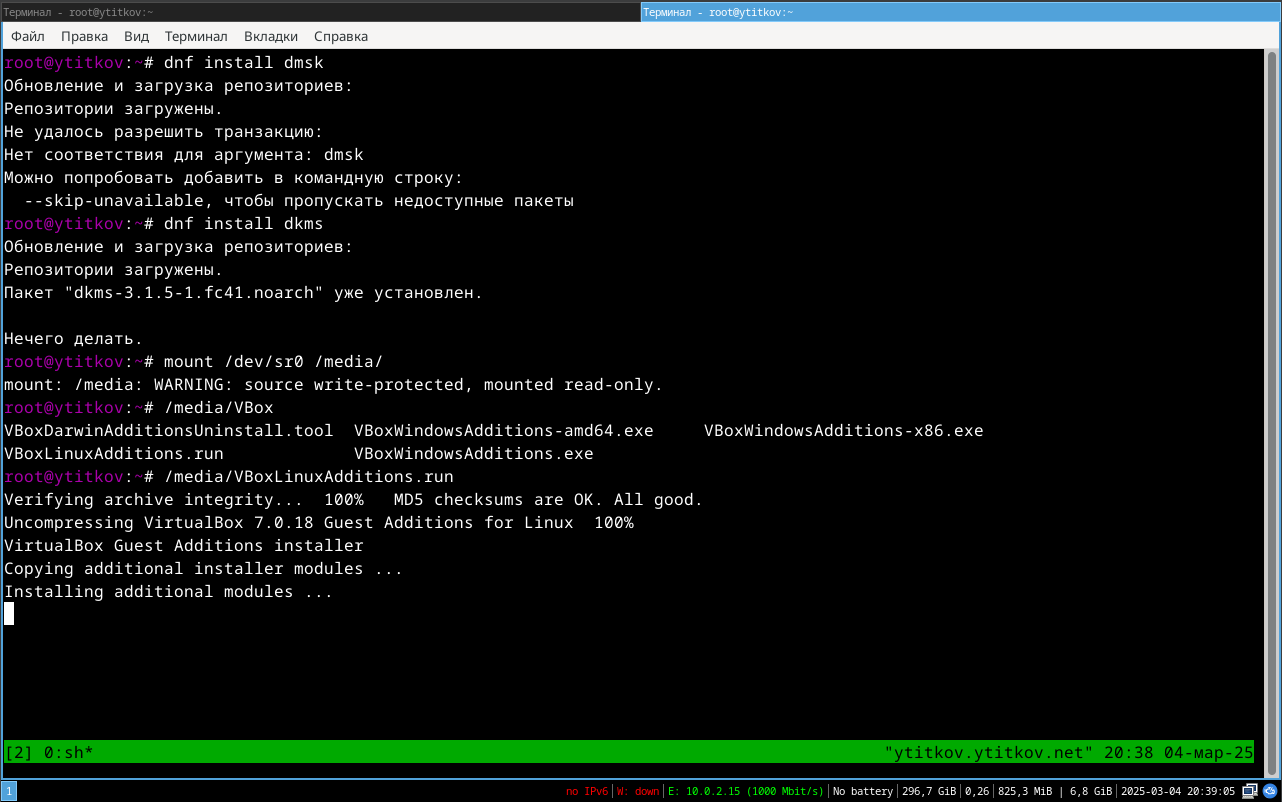 Терминал - root@ytitkov:~
Терминал - root@ytitkov:~
Файл Правка Вид Терминал Вкладки Справка
root@ytitkov:~# dnf install dmsk
Обновление и загрузка репозиториев:
Репозитории загружены.
Не удалось разрешить транзакцию:
Нет соответствия для аргумента: dmsk
Можно попробовать добавить в командную строку:
  --skip-unavailable, чтобы пропускать недоступные пакеты
root@ytitkov:~# dnf install dkms
Обновление и загрузка репозиториев:
Репозитории загружены.
Пакет "dkms-3.1.5-1.fc41.noarch" уже установлен.

Нечего делать.
root@ytitkov:~# mount /dev/sr0 /media/
mount: /media: WARNING: source write-protected, mounted read-only.
root@ytitkov:~# /media/VBox
VBoxDarwinAdditionsUninstall.tool  VBoxWindowsAdditions-amd64.exe     VBoxWindowsAdditions-x86.exe
VBoxLinuxAdditions.run             VBoxWindowsAdditions.exe
root@ytitkov:~# /media/VBoxLinuxAdditions.run
Verifying archive integrity...  100%   MD5 checksums are OK. All good.
Uncompressing VirtualBox 7.0.18 Guest Additions for Linux  100%
VirtualBox Guest Additions installer
Copying additional installer modules ...
Installing additional modules ...
[2] 0:sh* "ytitkov.ytitkov.net" 20:38 04-мар-25
1 no IPv6 | W: down | E: 10.0.2.15 (1000 Mbit/s) | No battery | 296,7 GiB | 0,26 | 825,3 MiB | 6,8 GiB | 2025-03-04 20:39:05